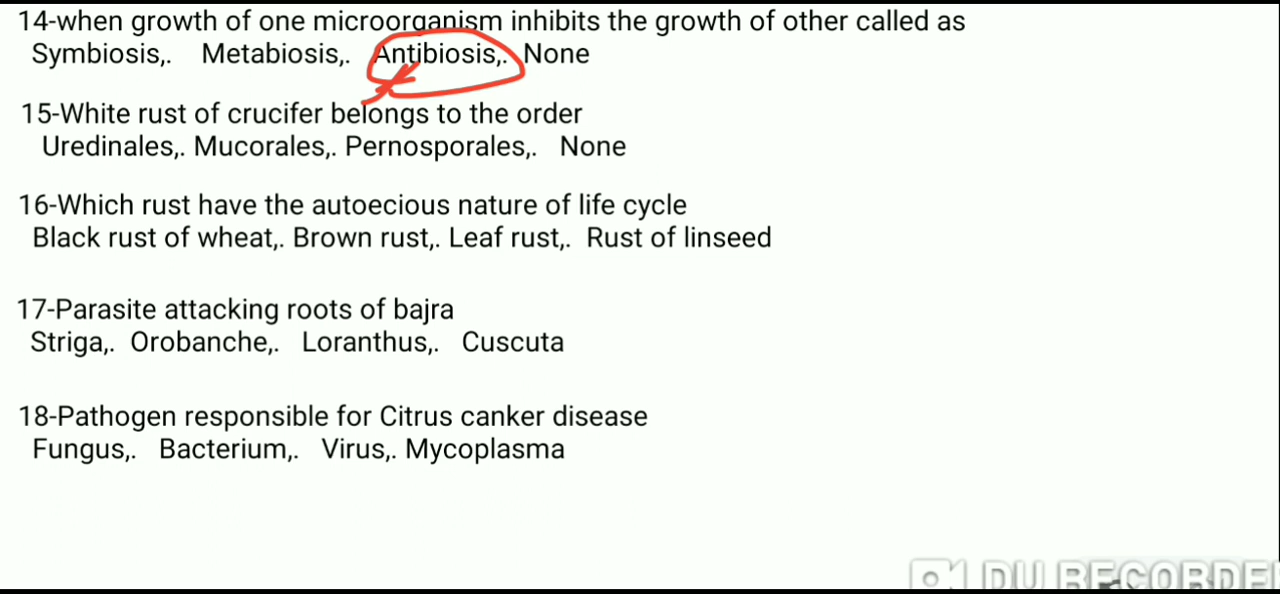 14-when growth of one microorganism inhibits the growth of other called as
Symbiosis,. Metabiosis,. Antibiosis,. None
15-White rust of crucifer belongs to the order
Uredinales,. Mucorales,. Pernosporales,. None
16-Which rust have the autoecious nature of life cycle
Black rust of wheat,. Brown rust,. Leaf rust,. Rust of linseed
17-Parasite attacking roots of bajra
Striga,. Orobanche,. Loranthus,. Cuscuta
18-Pathogen responsible for Citrus canker disease
Fungus,. Bacterium,. Virus,. Mycoplasma
DU RECORDER